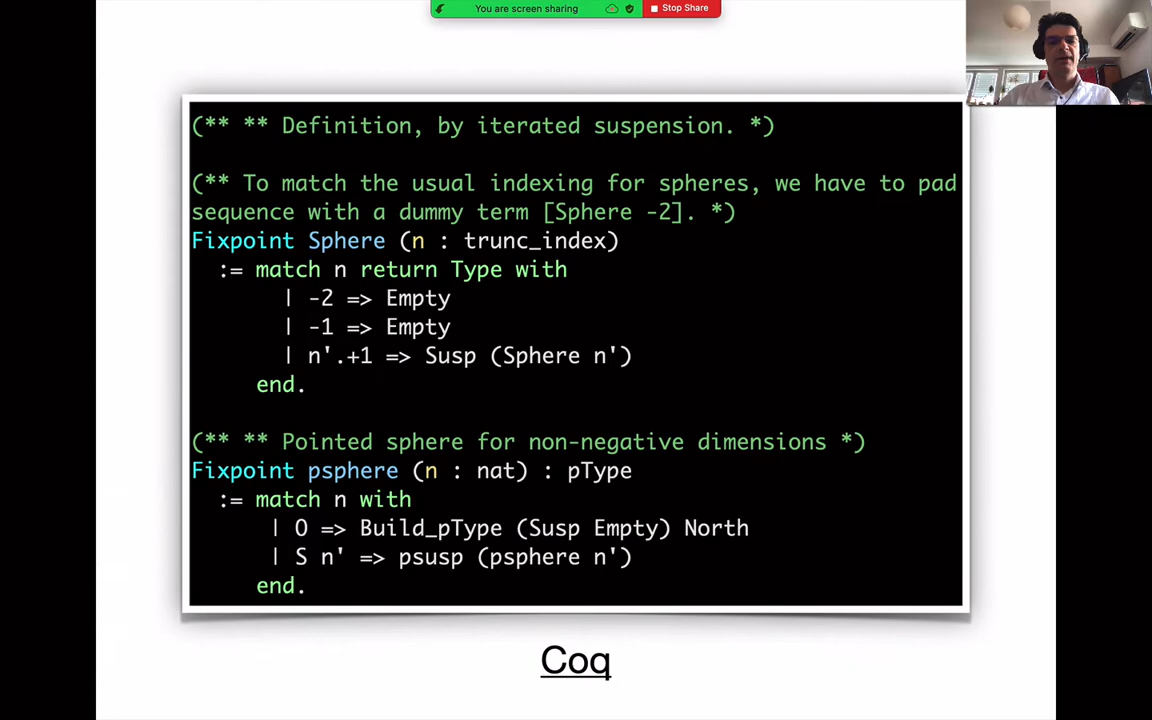 You are screen sharing
Stop Share
(** ** Definition, by iterated suspension. *)
(** To match the usual indexing for spheres, we have to pad
sequence with a dummy term [Sphere -2]. *)
Fixpoint Sphere (n : trunc_index)
  := match n return Type with
       | -2 => Empty
       | -1 => Empty
       | n'.+1 => Susp (Sphere n')
     end.
(** ** Pointed sphere for non-negative dimensions *)
Fixpoint psphere (n : nat) : pType
  := match n with
      | O => Build_pType (Susp Empty) North
      | S n' => psusp (psphere n')
     end.
Coq